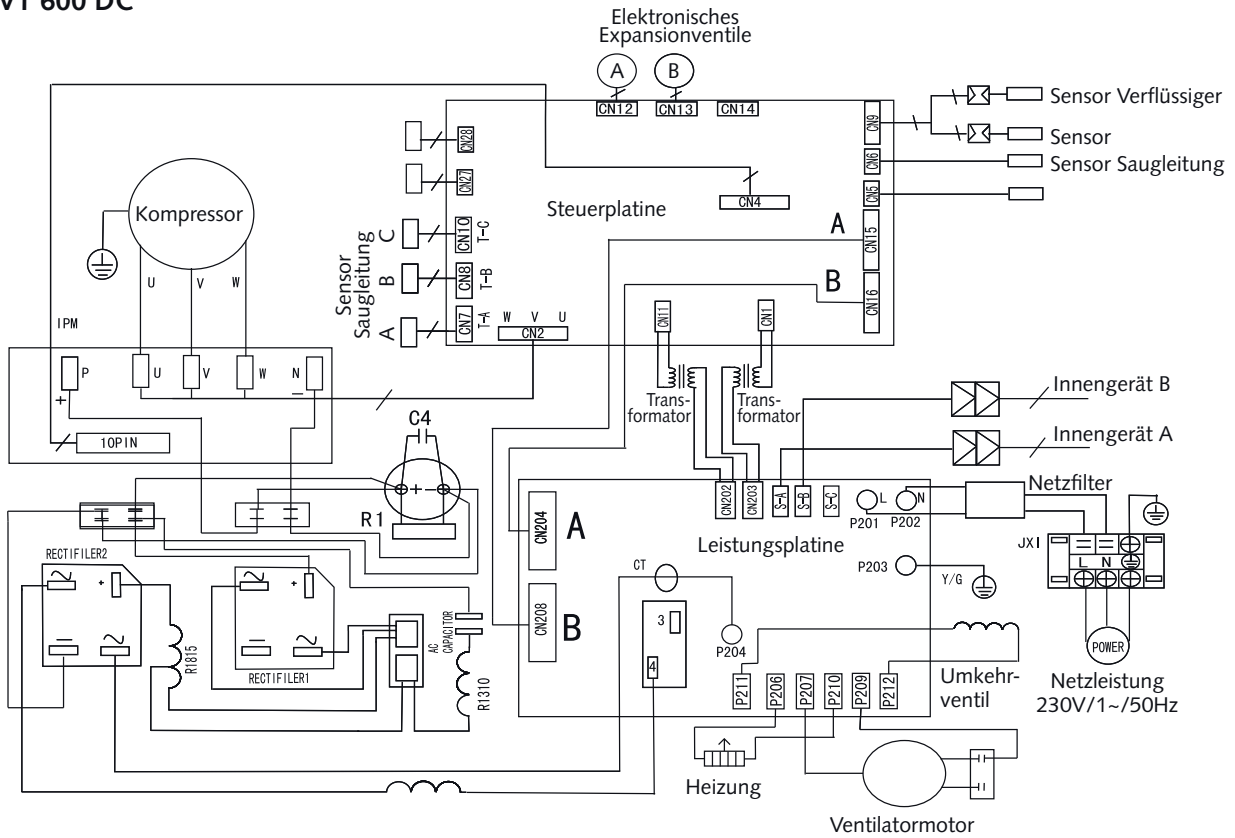 VT 600 DC
Elektronisches
Expansionventile
A
B
CN12
CN13
CN14
CN9
Sensor Verflüssiger
Sensor
CN6
Sensor Saugleitung
CN5
CN28
CN27
CN4
Steuerplatine
Kompressor
Sensor
Saugleitung
C
CN10
T-C
B
CN8
T-B
A
CN7
T-A
A
CN15
B
CN16
U
V
W
IPM
W V U
CN2
CN11
CN1
P
+
U
V
W
N
-
10PIN
Trans-
formator
Trans-
formator
Innengerät B
Innengerät A
C4
+
-
R1
CN202
CN203
S-A
S-B
S-C
L
N
P201
P202
Netzfilter
CN204
A
Leistungsplatine
JX1
L N
P203
Y/G
RECTIFILER2
~
+
-
~
R1815
~
+
-
~
RECTIFILER1
AC
CAPACITOR
R1310
CT
CN208
B
3
4
P204
P211
P206
P207
P210
P209
P212
Umkehr-
ventil
POWER
Netzleistung
230V/1~/50Hz
Heizung
Ventilatormotor